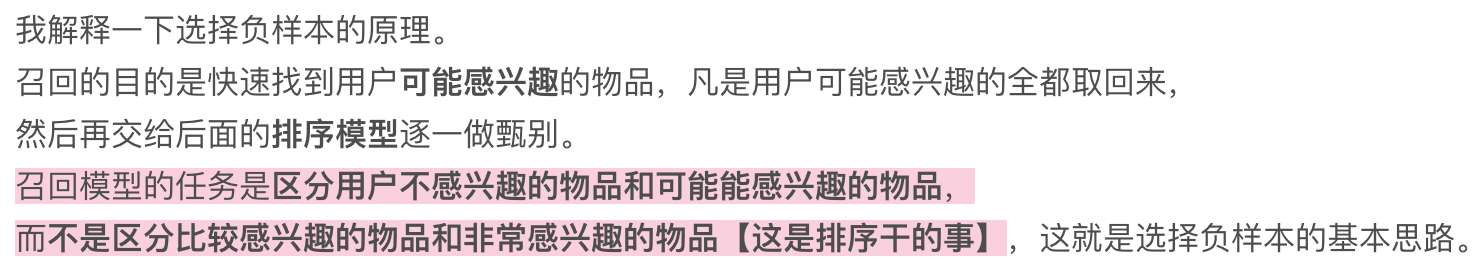 我解释一下选择负样本的原理。
召回的目的是快速找到用户可能感兴趣的物品，凡是用户可能感兴趣的全都取回来，
然后再交给后面的排序模型逐一做甄别。
召回模型的任务是区分用户不感兴趣的物品和可能能感兴趣的物品，
而不是区分比较感兴趣的物品和非常感兴趣的物品【这是排序干的事】，这就是选择负样本的基本思路。